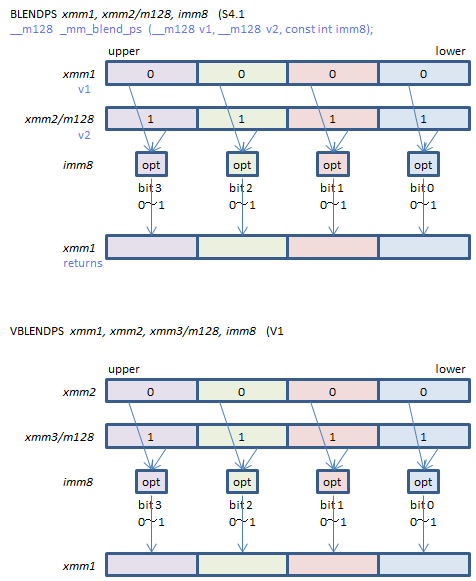 BLENDPS xmm1, xmm2/m128, imm8 (S4.1
__m128 _mm_blend_ps (__m128 v1, __m128 v2, const int imm8);
upper lower
xmm1 0 0 0 0
v1
xmm2/m128 1 1 1 1
v2
imm8 opt opt opt opt
bit 3 bit 2 bit 1 bit 0
0～1 0～1 0～1 0～1
xmm1
returns
VBLENDPS xmm1, xmm2, xmm3/m128, imm8 (V1
upper lower
xmm2 0 0 0 0
xmm3/m128 1 1 1 1
imm8 opt opt opt opt
bit 3 bit 2 bit 1 bit 0
0～1 0～1 0～1 0～1
xmm1